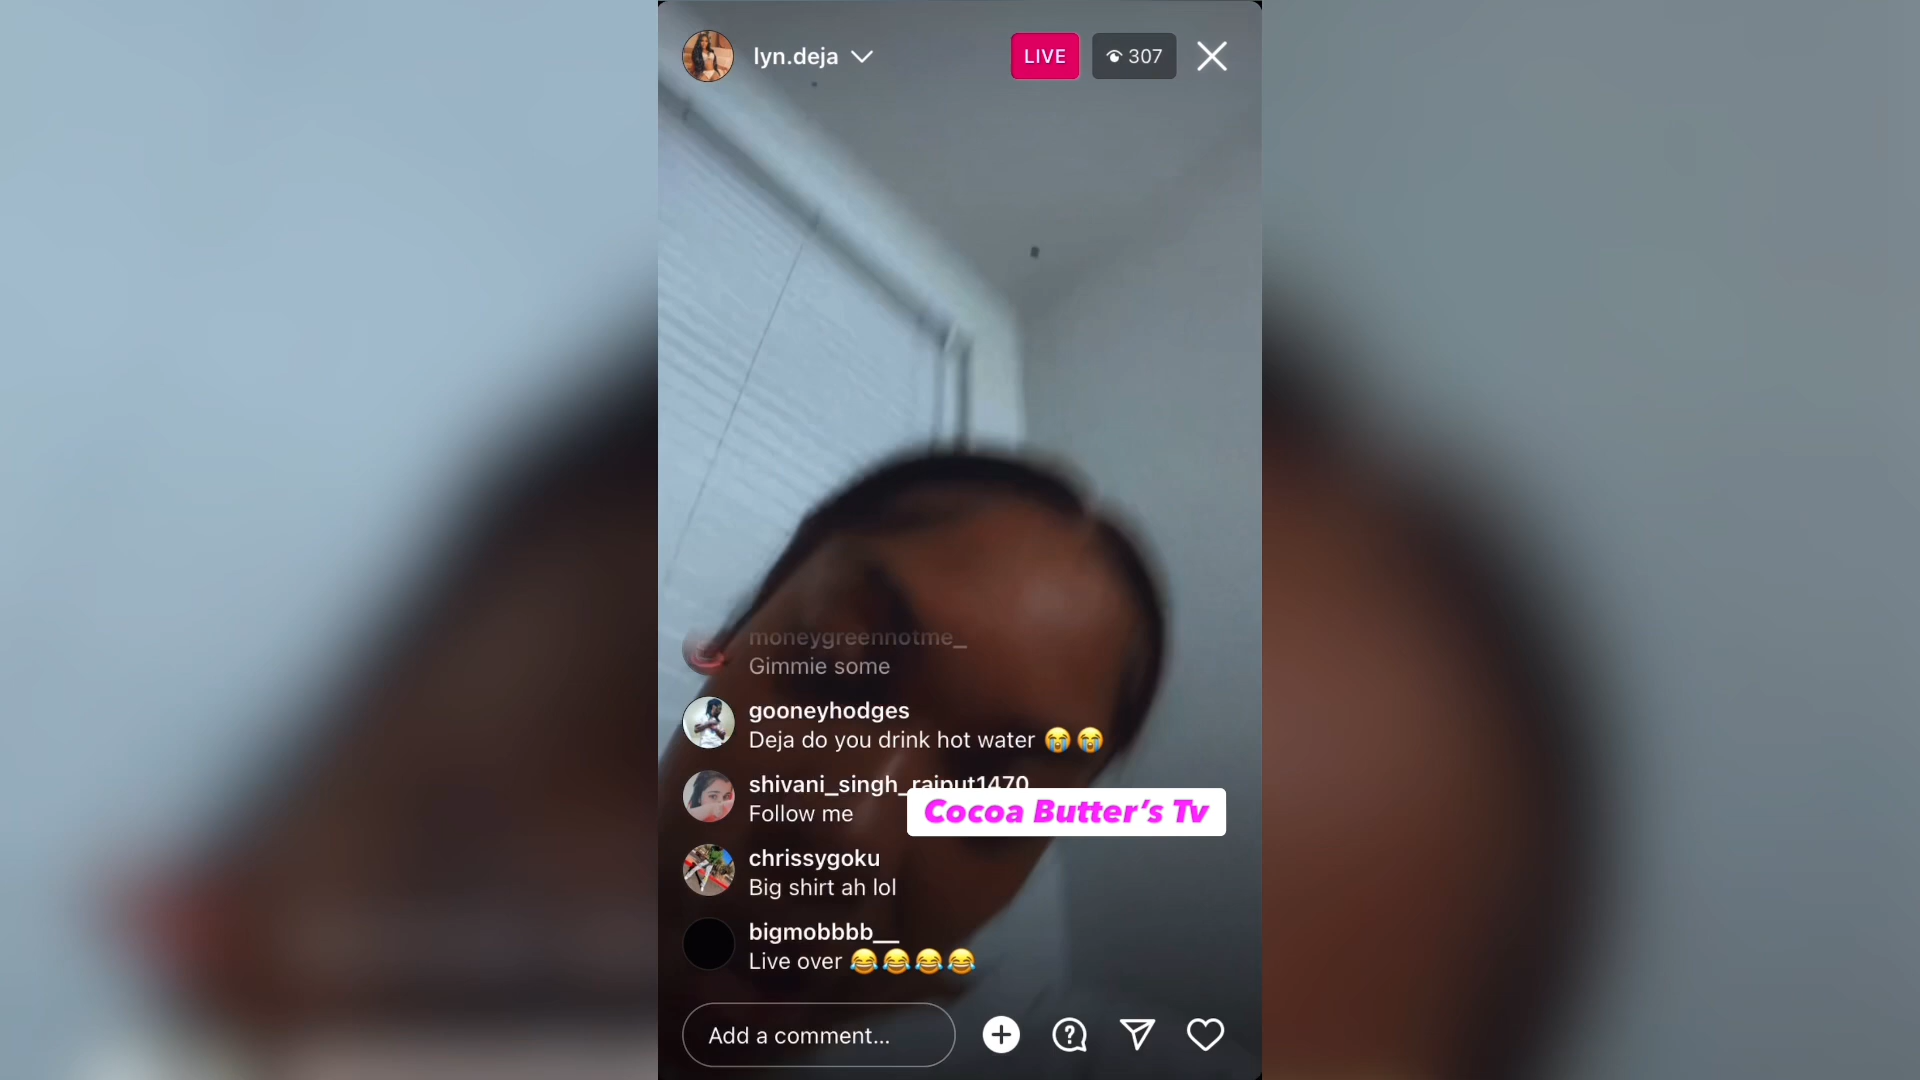 lyn.deja
LIVE
307
moneygreennotme_
Gimmie some
gooneyhodges
Deja do you drink hot water 😭😭
shivani_singh_rajput1470
Follow me
Cocoa Butter's Tv
chrissygoku
Big shirt ah lol
bigmobbbb__
Live over 😂😂😂😂
Add a comment...